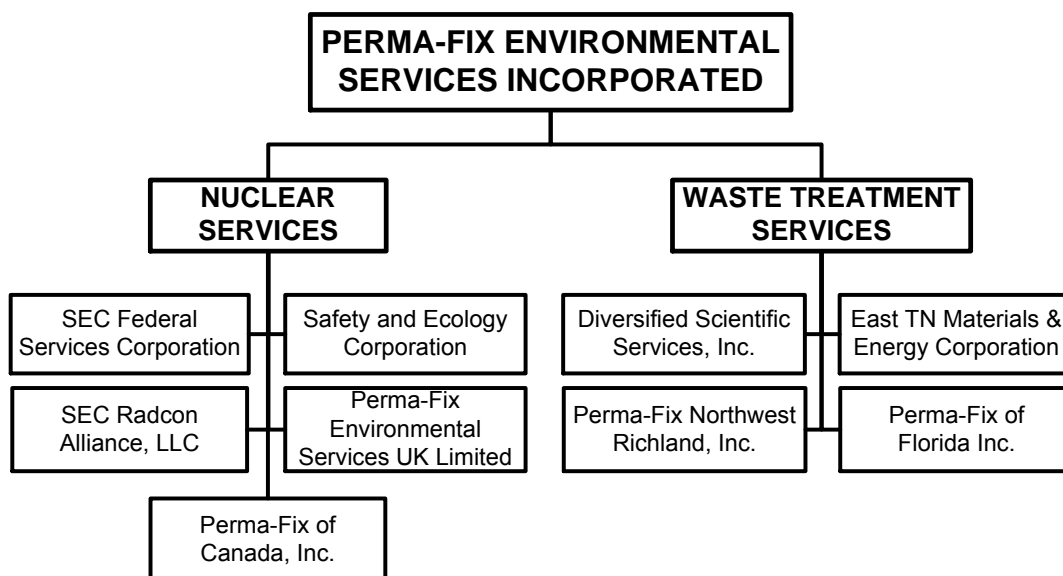 PERMA-FIX ENVIRONMENTAL
SERVICES INCORPORATED
NUCLEAR
SERVICES
WASTE TREATMENT
SERVICES
SEC Federal
Services Corporation
Safety and Ecology
Corporation
Diversified Scientific
Services, Inc.
East TN Materials &
Energy Corporation
SEC Radcon
Alliance, LLC
Perma-Fix
Environmental
Services UK Limited
Perma-Fix Northwest
Richland, Inc.
Perma-Fix of
Florida Inc.
Perma-Fix of
Canada, Inc.